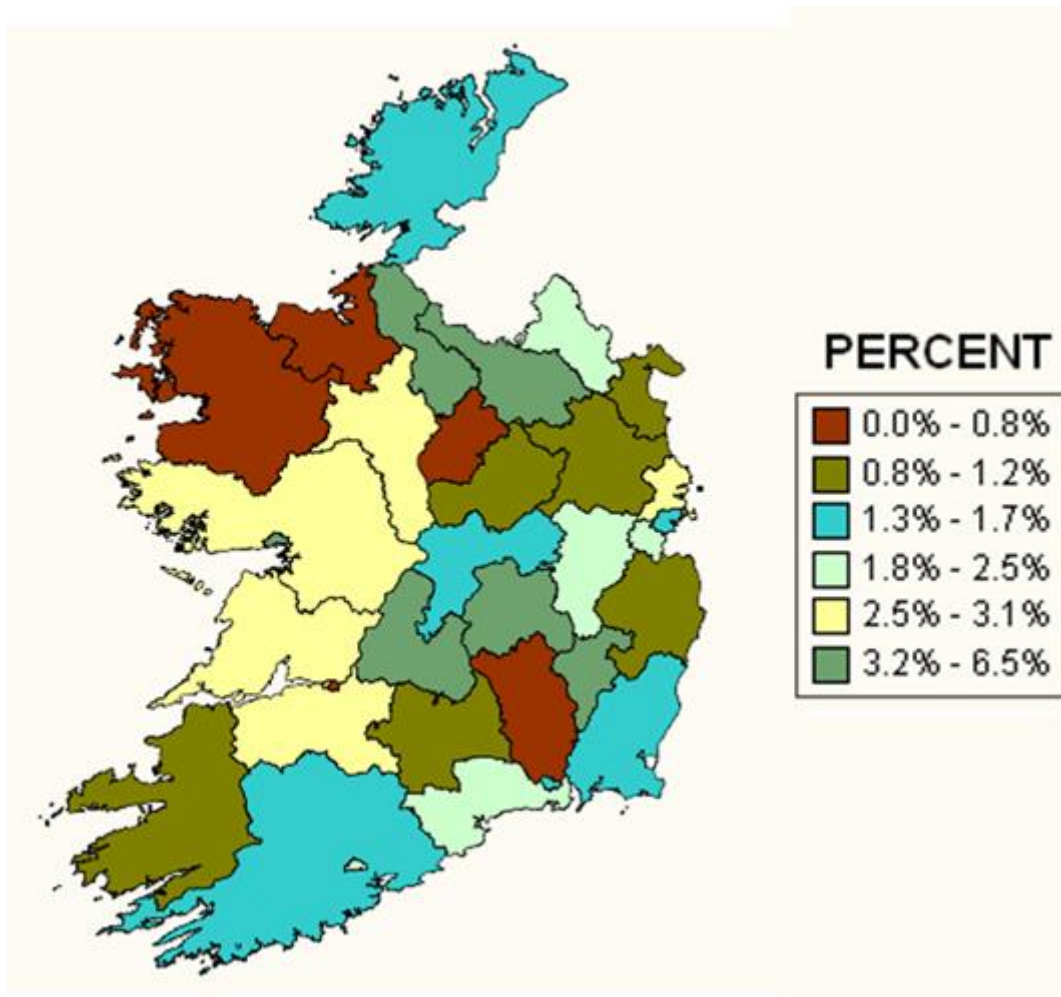 PERCENT
0.0% - 0.8%
0.8% - 1.2%
1.3% - 1.7%
1.8% - 2.5%
2.5% - 3.1%
3.2% - 6.5%